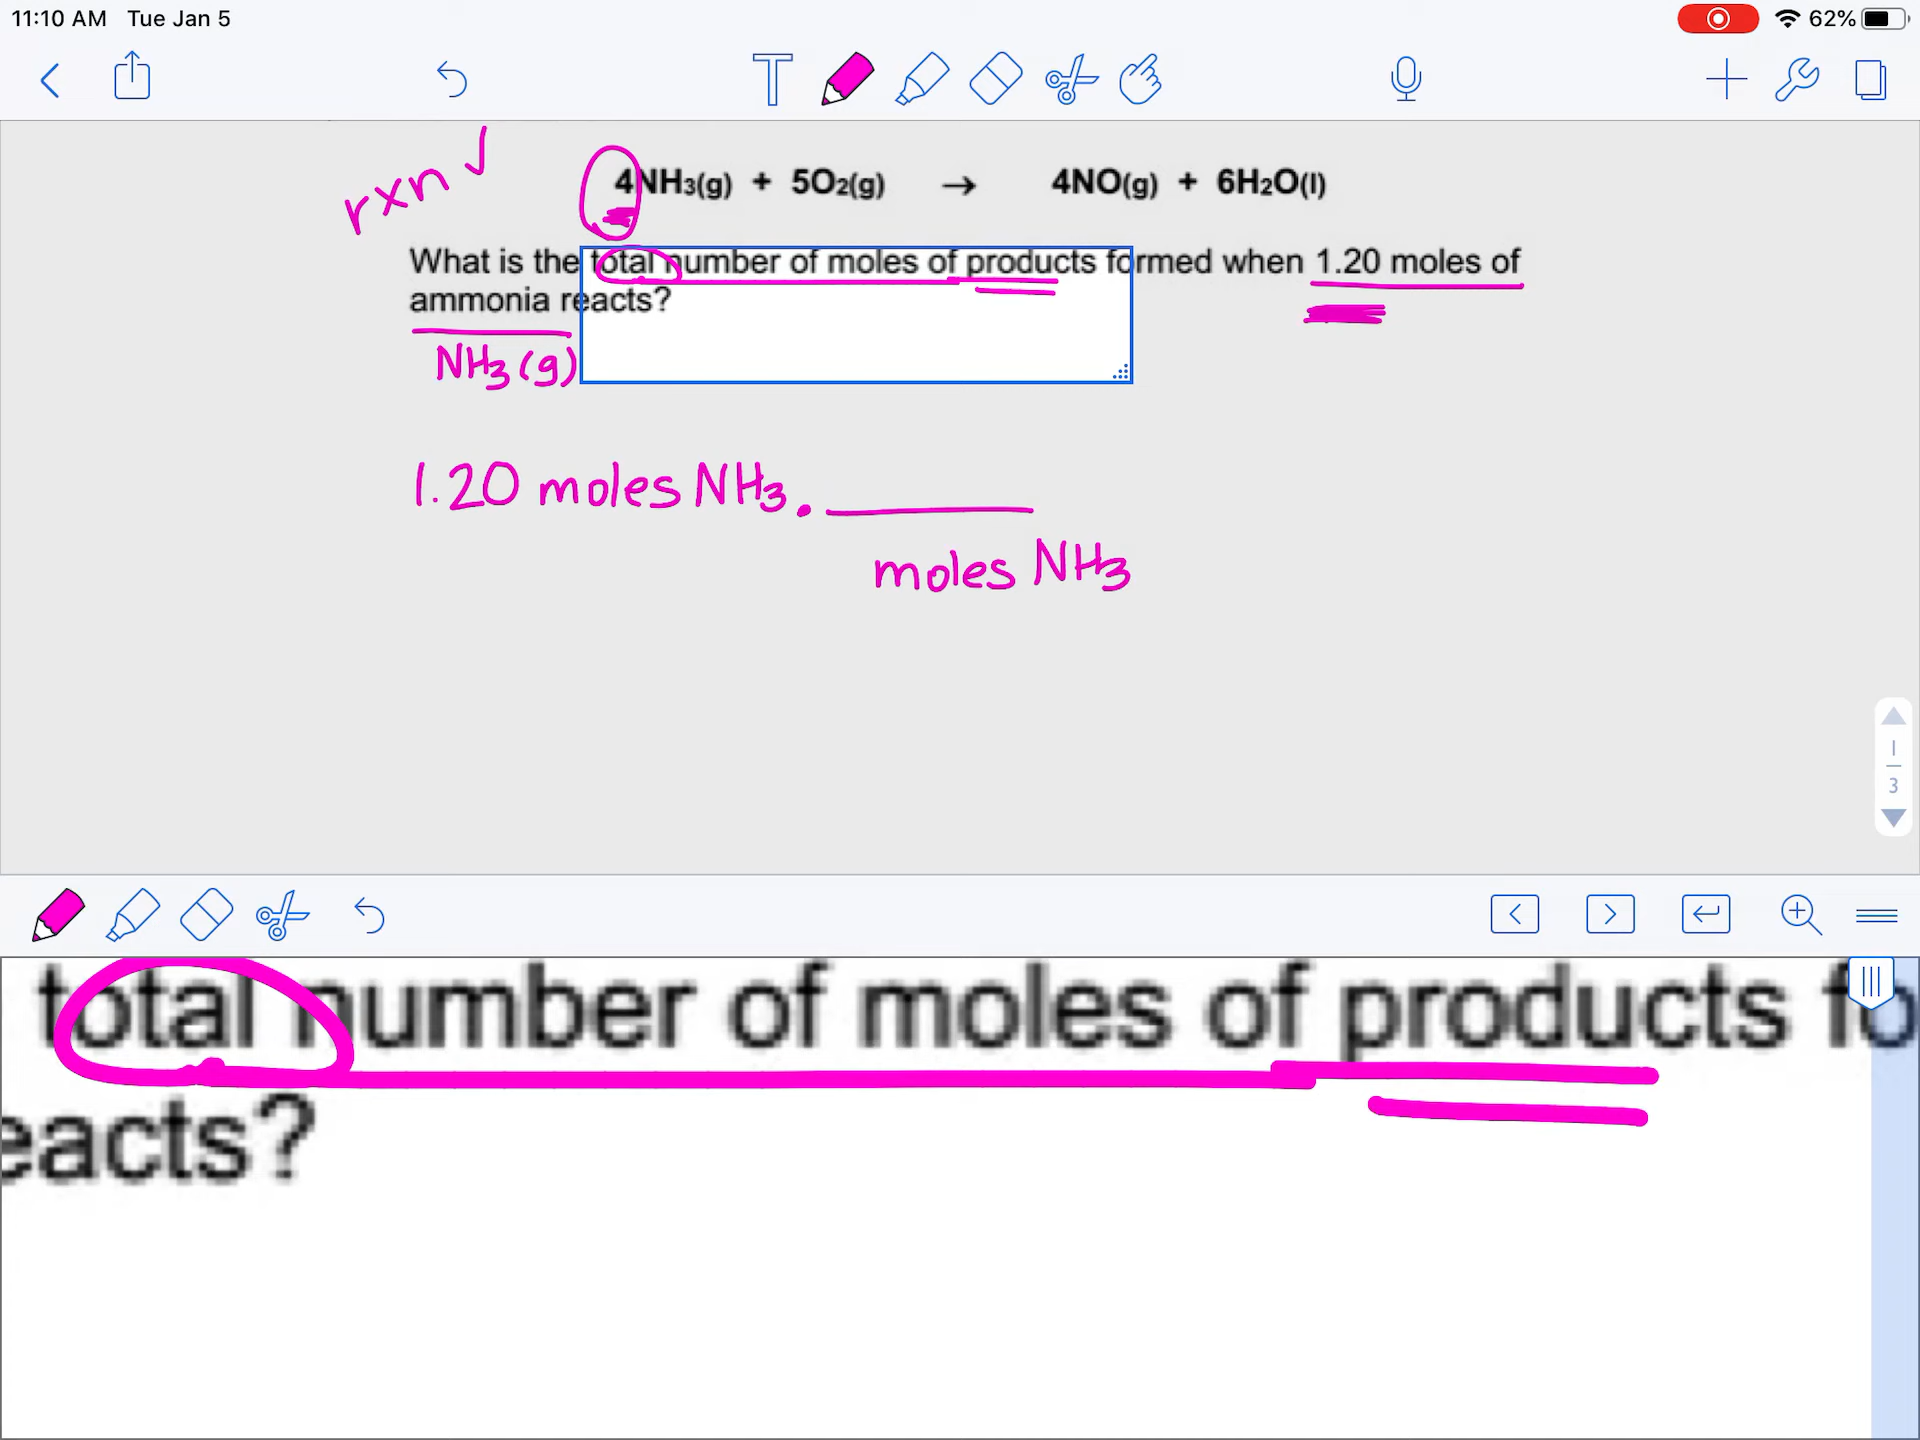 11:10 AM Tue Jan 5 62%
T
rxn ✓
4NH3(g) + 5O2(g) → 4NO(g) + 6H2O(l)
What is the total number of moles of products formed when 1.20 moles of
ammonia reacts?
NH3(g)
1.20 moles NH3 . ________
moles NH3
1
3
total number of moles of products fo
eacts?